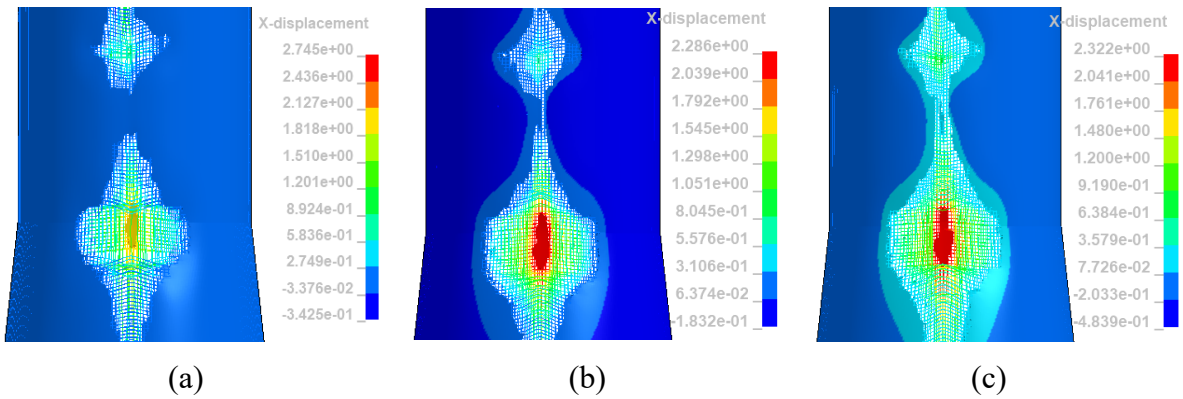 X-displacement
2.745e+00
2.436e+00
2.127e+00
1.818e+00
1.510e+00
1.201e+00
8.924e-01
5.836e-01
2.749e-01
-3.376e-02
-3.425e-01
X-displacement
2.286e+00
2.039e+00
1.792e+00
1.545e+00
1.298e+00
1.051e+00
8.045e-01
5.576e-01
3.106e-01
6.374e-02
-1.832e-01
X-displacement
2.322e+00
2.041e+00
1.761e+00
1.480e+00
1.200e+00
9.190e-01
6.384e-01
3.579e-01
7.726e-02
-2.033e-01
-4.839e-01
(a)
(b)
(c)